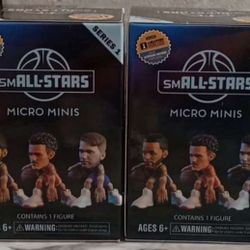 SERIES 1
smALL-STARS
MICRO MINIS
CONTAINS 1 FIGURE
6+
WARNING:
smALL-STARS
MICRO MINIS
CONTAINS 1 FIGURE
AGES 6+
WARNING: